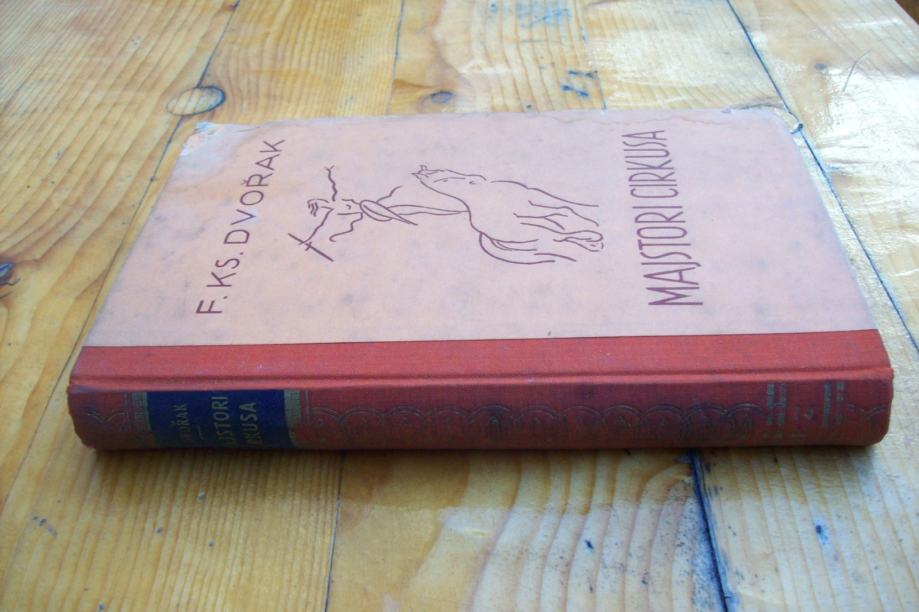 F. KS. DVOŘAK
MAJSTORI CIRKUSA
DVOŘAK
MAJSTORI
CIRKUSA